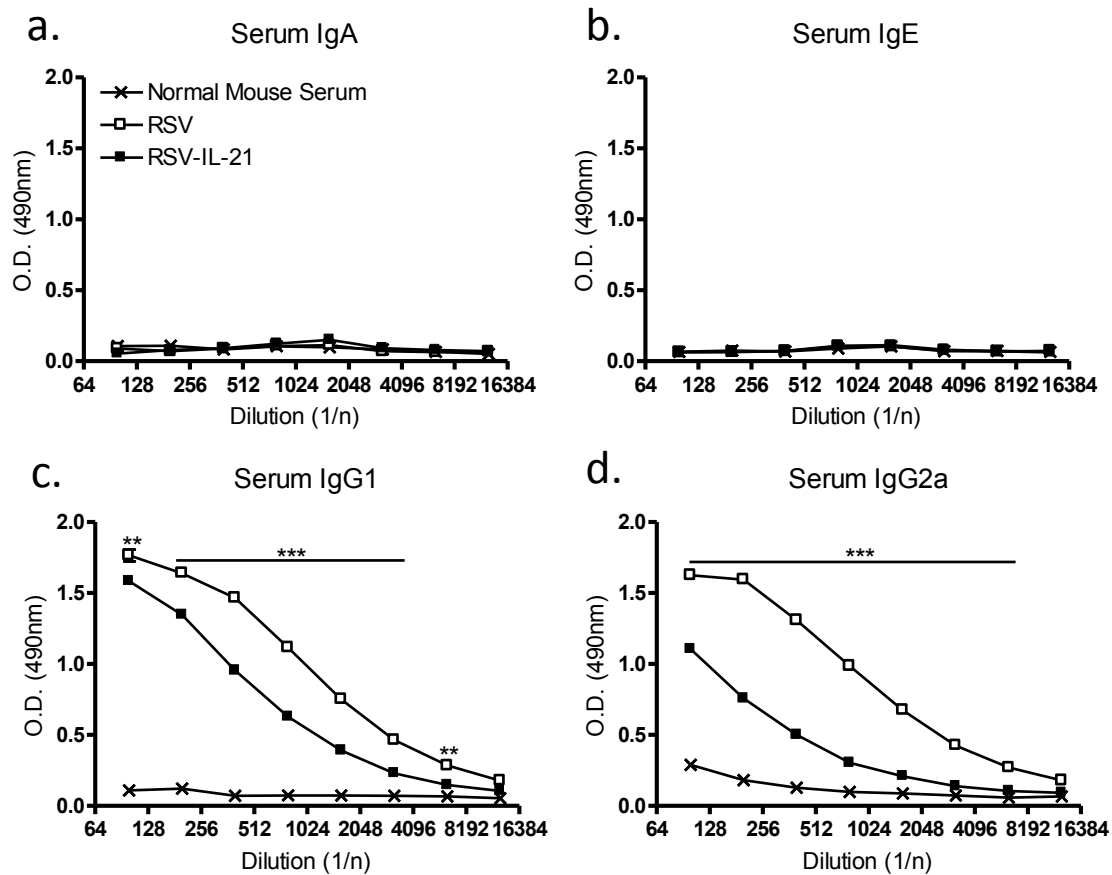 a.
Serum IgA
2.0
1.5
1.0
0.5
0.0
O.D. (490nm)
Normal Mouse Serum
RSV
RSV-IL-21
64 128 256 512 1024 2048 4096 8192 16384
Dilution (1/n)
b.
Serum IgE
2.0
1.5
1.0
0.5
0.0
O.D. (490nm)
64 128 256 512 1024 2048 4096 8192 16384
Dilution (1/n)
c.
Serum IgG1
2.0
1.5
1.0
0.5
0.0
O.D. (490nm)
**
***
**
64 128 256 512 1024 2048 4096 8192 16384
Dilution (1/n)
d.
Serum IgG2a
2.0
1.5
1.0
0.5
0.0
O.D. (490nm)
***
64 128 256 512 1024 2048 4096 8192 16384
Dilution (1/n)